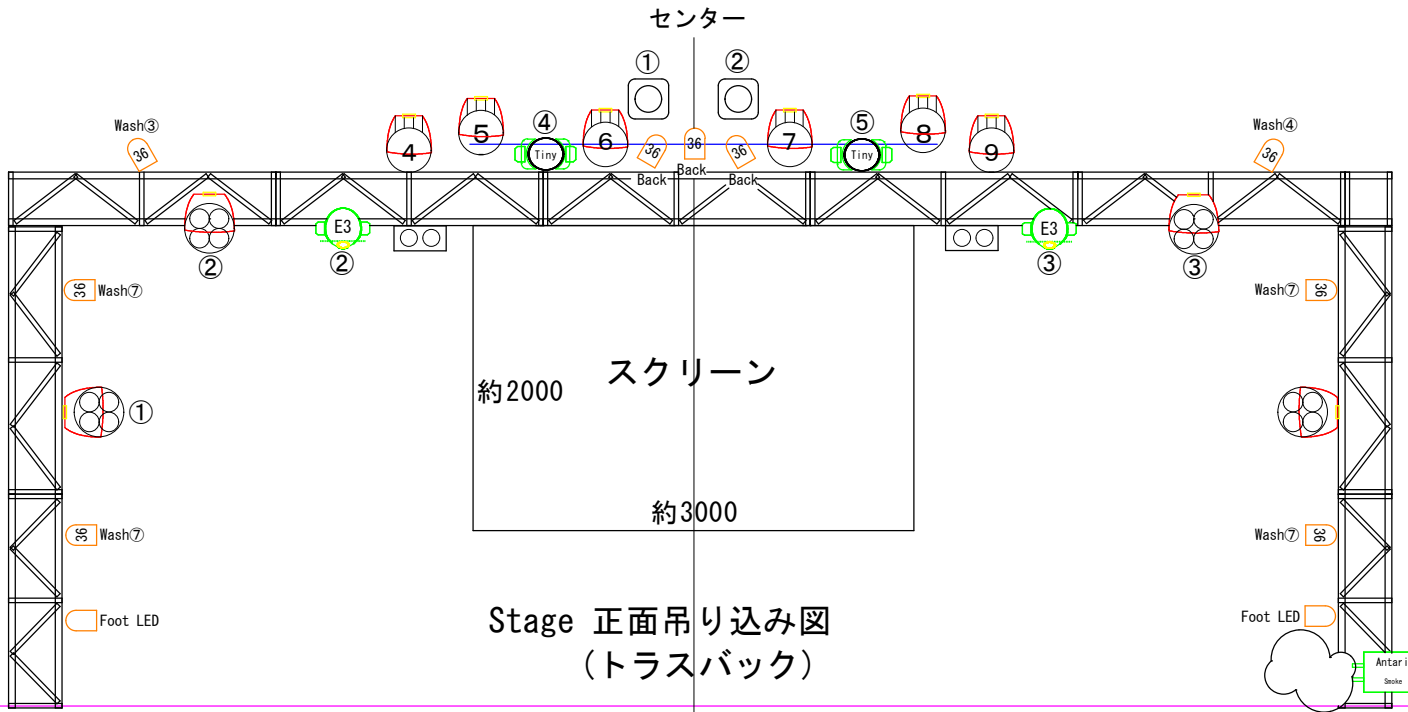 センター
① ②
Wash③ 4 5 ④ Tiny 6 36 36 36 7 ⑤ Tiny 8 9 Wash④
36 Back Back Back 36
② E3 ② E3 ③ ③
36 Wash⑦ Wash⑦ 36
スクリーン
約2000
①
約3000
36 Wash⑦ Wash⑦ 36
Foot LED Foot LED
Stage 正面吊り込み図
(トラスバック)
Antari
Smoke